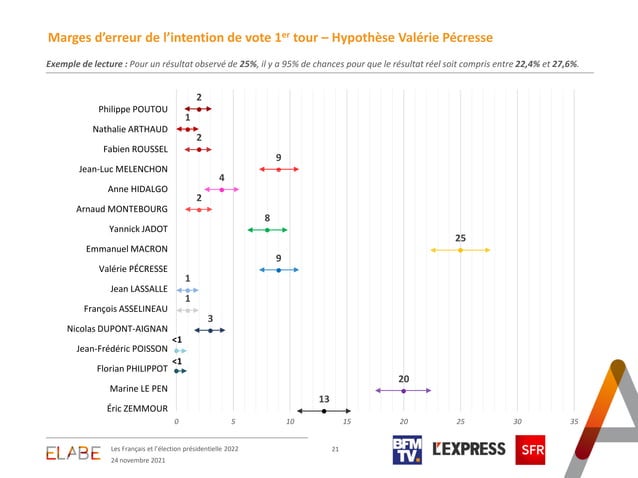 Marges d'erreur de l'intention de vote 1er tour – Hypothèse Valérie Pécresse
Exemple de lecture : Pour un résultat observé de 25%, il y a 95% de chances pour que le résultat réel soit compris entre 22,4% et 27,6%.
Philippe POUTOU 2
Nathalie ARTHAUD 1
Fabien ROUSSEL 2
Jean-Luc MELENCHON 9
Anne HIDALGO 4
Arnaud MONTEBOURG 2
Yannick JADOT 8
Emmanuel MACRON 25
Valérie PÉCRESSE 9
Jean LASSALLE 1
François ASSELINEAU 1
Nicolas DUPONT-AIGNAN 3
Jean-Frédéric POISSON <1
Florian PHILIPPOT <1
Marine LE PEN 20
Éric ZEMMOUR 13
0 5 10 15 20 25 30 35
ELABE
Les Français et l'élection présidentielle 2022
24 novembre 2021
21
BFM TV.
L'EXPRESS
SFR